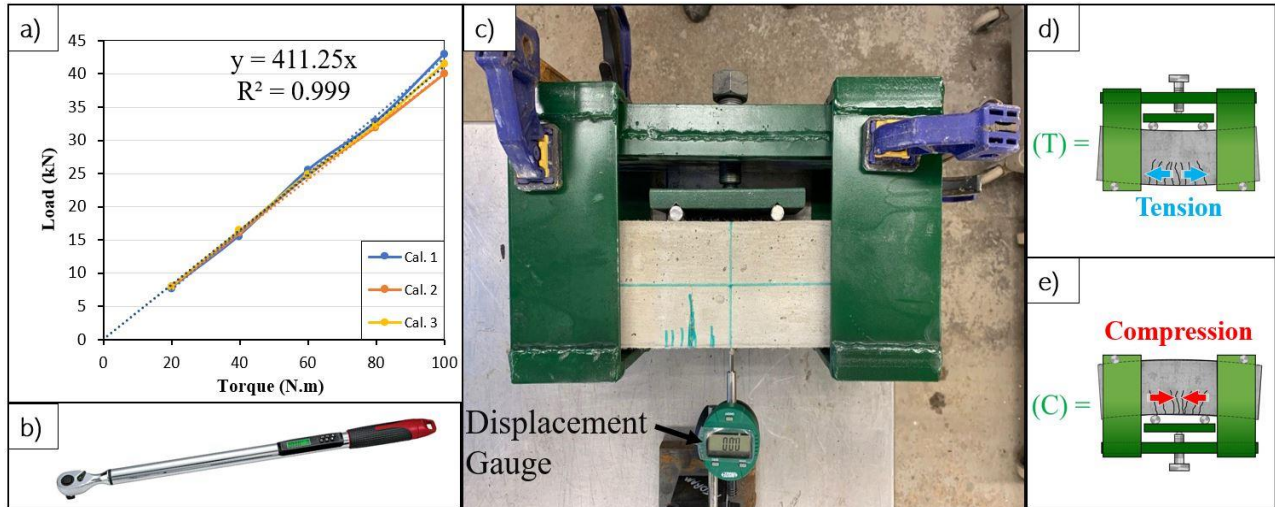 a)
y = 411.25x
R² = 0.999
Load (kN)
45
40
35
30
25
20
15
10
5
0
0 20 40 60 80 100
Torque (N.m)
Cal. 1
Cal. 2
Cal. 3
b)
c)
Displacement
Gauge
0.00
d)
(T) =
Tension
e)
Compression
(C) =